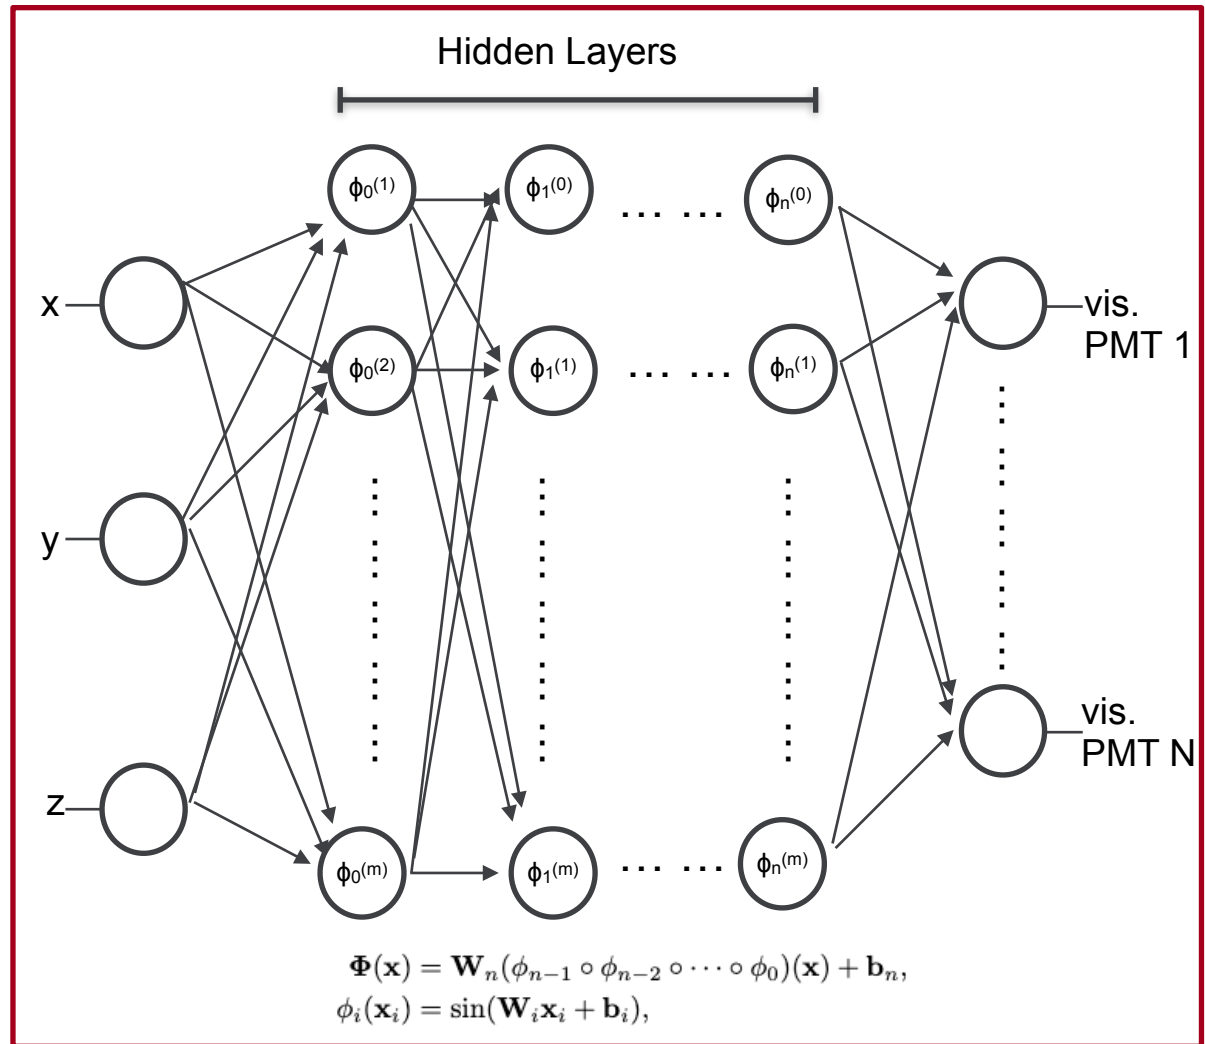 Hidden Layers
ϕ₀⁽¹⁾ ϕ₁⁽⁰⁾ ... ... ϕₙ⁽⁰⁾
x
vis.
PMT 1
ϕ₀⁽²⁾ ϕ₁⁽¹⁾ ... ... ϕₙ⁽¹⁾
y
vis.
PMT N
z
ϕ₀⁽ᵐ⁾ ϕ₁⁽ᵐ⁾ ... ... ϕₙ⁽ᵐ⁾
Φ(x) = Wₙ(ϕₙ₋₁ ∘ ϕₙ₋₂ ∘ ⋯ ∘ ϕ₀)(x) + bₙ,
ϕᵢ(xᵢ) = sin(Wᵢxᵢ + bᵢ),